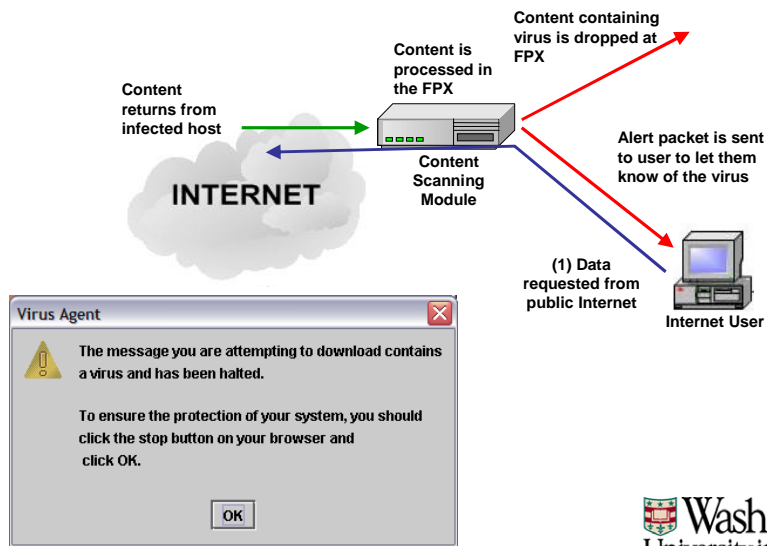 Content containing
virus is dropped at
FPX
Content is
processed in
the FPX
Content
returns from
infected host
Alert packet is sent
to user to let them
know of the virus
INTERNET
Content
Scanning
Module
(1) Data
requested from
public Internet
Internet User
Virus Agent
The message you are attempting to download contains
a virus and has been halted.
To ensure the protection of your system, you should
click the stop button on your browser and
click OK.
OK
Wash